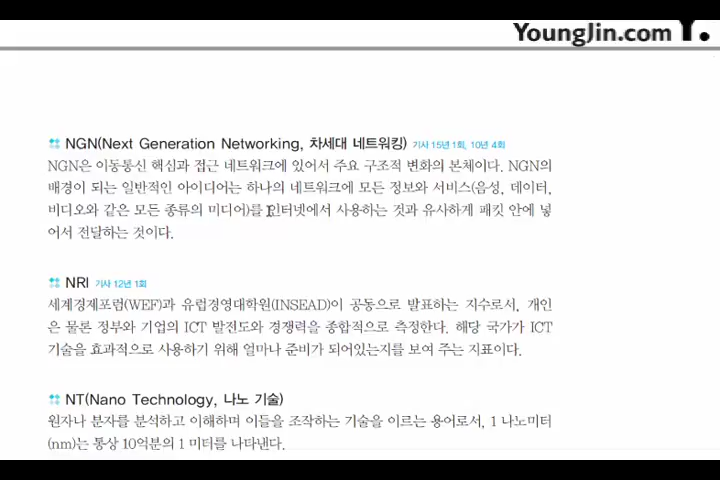 YoungJin.com Y.
NGN(Next Generation Networking, 차세대 네트워킹) 기사 15년 1회, 10년 4회
NGN은 이동통신 핵심과 접근 네트워크에 있어서 주요 구조적 변화의 본체이다. NGN의
배경이 되는 일반적인 아이디어는 하나의 네트워크에 모든 정보와 서비스(음성, 데이터,
비디오와 같은 모든 종류의 미디어)를 인터넷에서 사용하는 것과 유사하게 패킷 안에 넣
어서 전달하는 것이다.
NRI 기사 12년 1회
세계경제포럼(WEF)과 유럽경영대학원(INSEAD)이 공동으로 발표하는 지수로서, 개인
은 물론 정부와 기업의 ICT 발전도와 경쟁력을 종합적으로 측정한다. 해당 국가가 ICT
기술을 효과적으로 사용하기 위해 얼마나 준비가 되어있는지를 보여 주는 지표이다.
NT(Nano Technology, 나노 기술)
원자나 분자를 분석하고 이해하며 이들을 조작하는 기술을 이르는 용어로서, 1 나노미터
(nm)는 통상 10억분의 1 미터를 나타낸다.